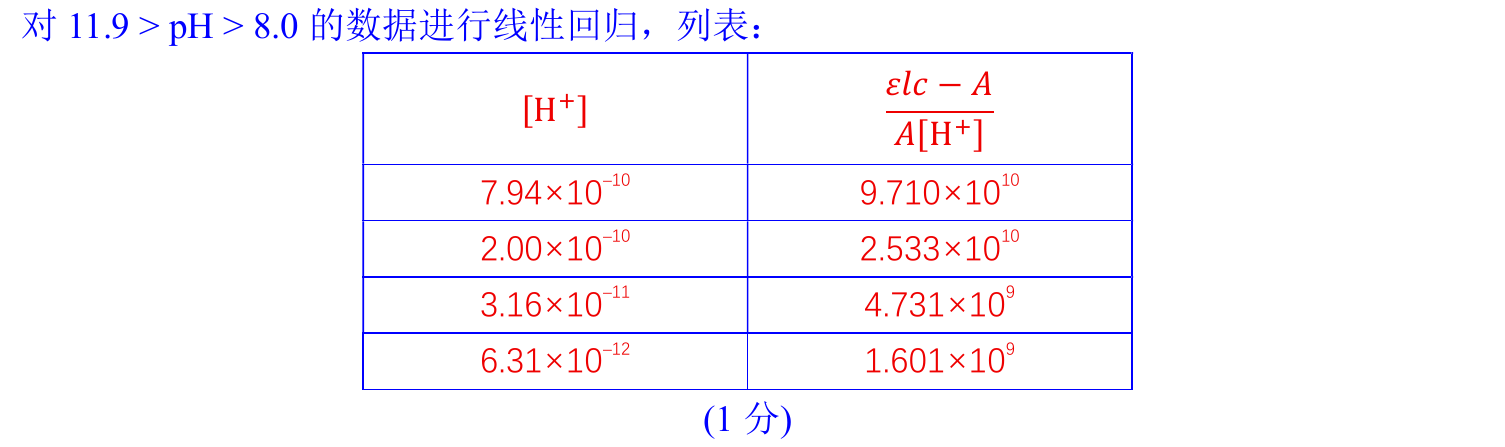 对 11.9 > pH > 8.0 的数据进行线性回归，列表：
[H⁺] (εlc − A)/(A[H⁺])
7.94×10⁻¹⁰ 9.710×10¹⁰
2.00×10⁻¹⁰ 2.533×10¹⁰
3.16×10⁻¹¹ 4.731×10⁹
6.31×10⁻¹² 1.601×10⁹
(1 分)